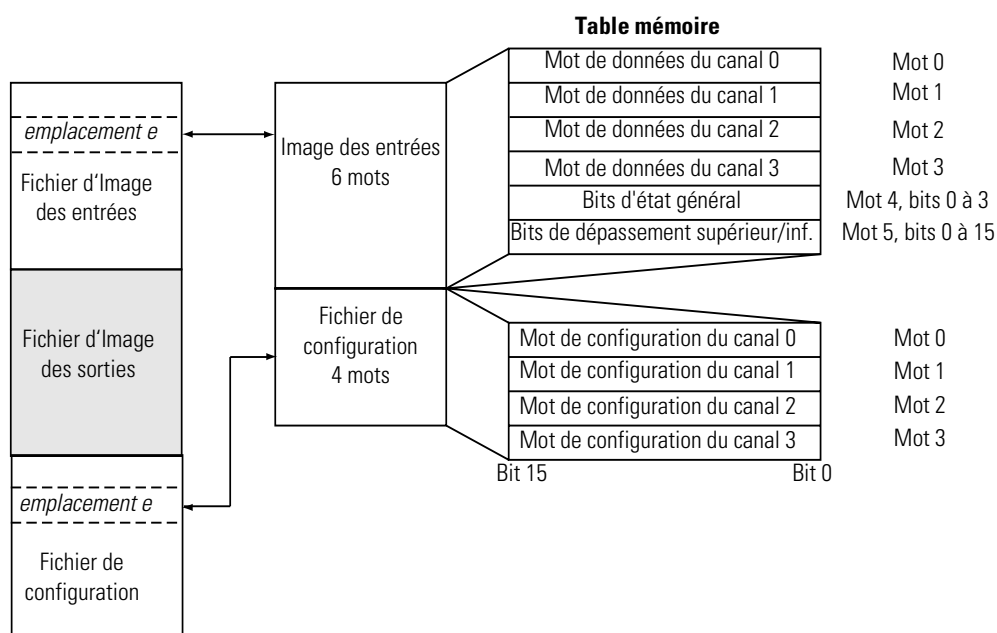 Table mémoire
emplacement e
Fichier d'Image
des entrées
Fichier d'Image
des sorties
emplacement e
Fichier de
configuration
Image des entrées
6 mots
Fichier de
configuration
4 mots
Mot de données du canal 0
Mot 0
Mot de données du canal 1
Mot 1
Mot de données du canal 2
Mot 2
Mot de données du canal 3
Mot 3
Bits d'état général
Mot 4, bits 0 à 3
Bits de dépassement supérieur/inf.
Mot 5, bits 0 à 15
Mot de configuration du canal 0
Mot 0
Mot de configuration du canal 1
Mot 1
Mot de configuration du canal 2
Mot 2
Mot de configuration du canal 3
Mot 3
Bit 15
Bit 0